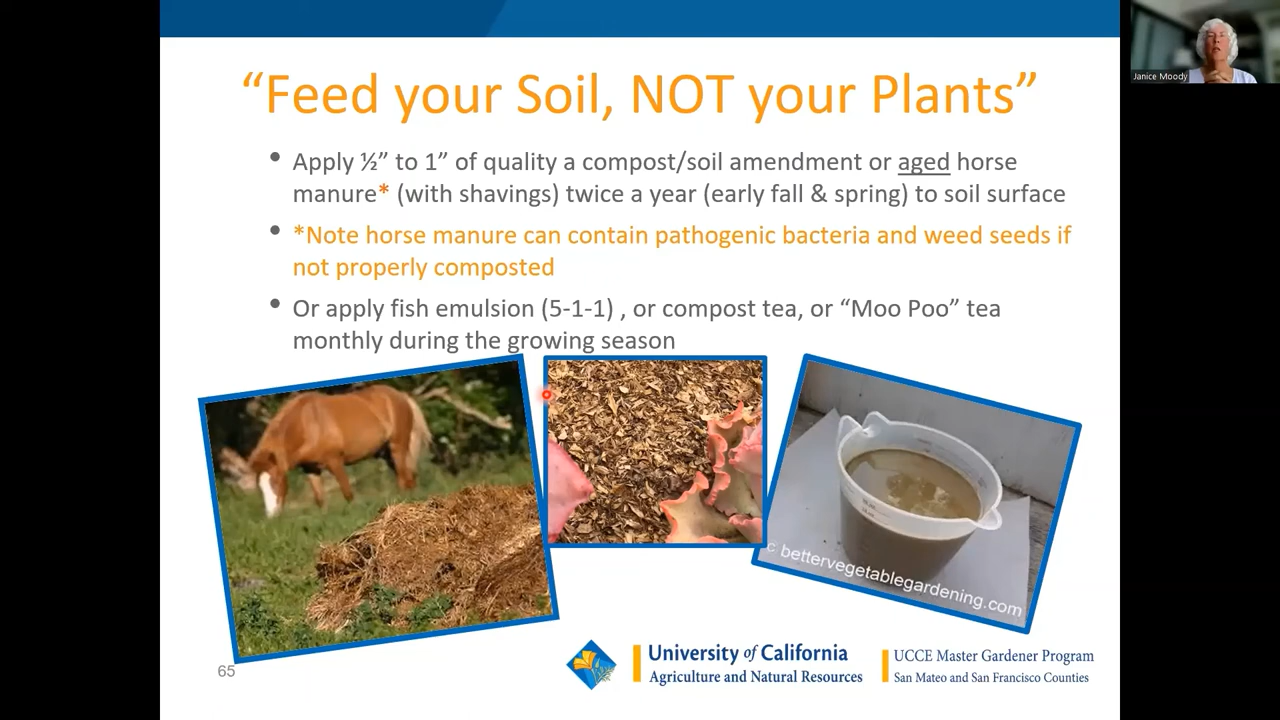 Janice Moody
“Feed your Soil, NOT your Plants”
• Apply ½” to 1” of quality a compost/soil amendment or aged horse
manure* (with shavings) twice a year (early fall & spring) to soil surface
• *Note horse manure can contain pathogenic bacteria and weed seeds if
not properly composted
• Or apply fish emulsion (5-1-1) , or compost tea, or “Moo Poo” tea
monthly during the growing season
c bettervegetablegardening.com
65
University of California
Agriculture and Natural Resources
UCCE Master Gardener Program
San Mateo and San Francisco Counties